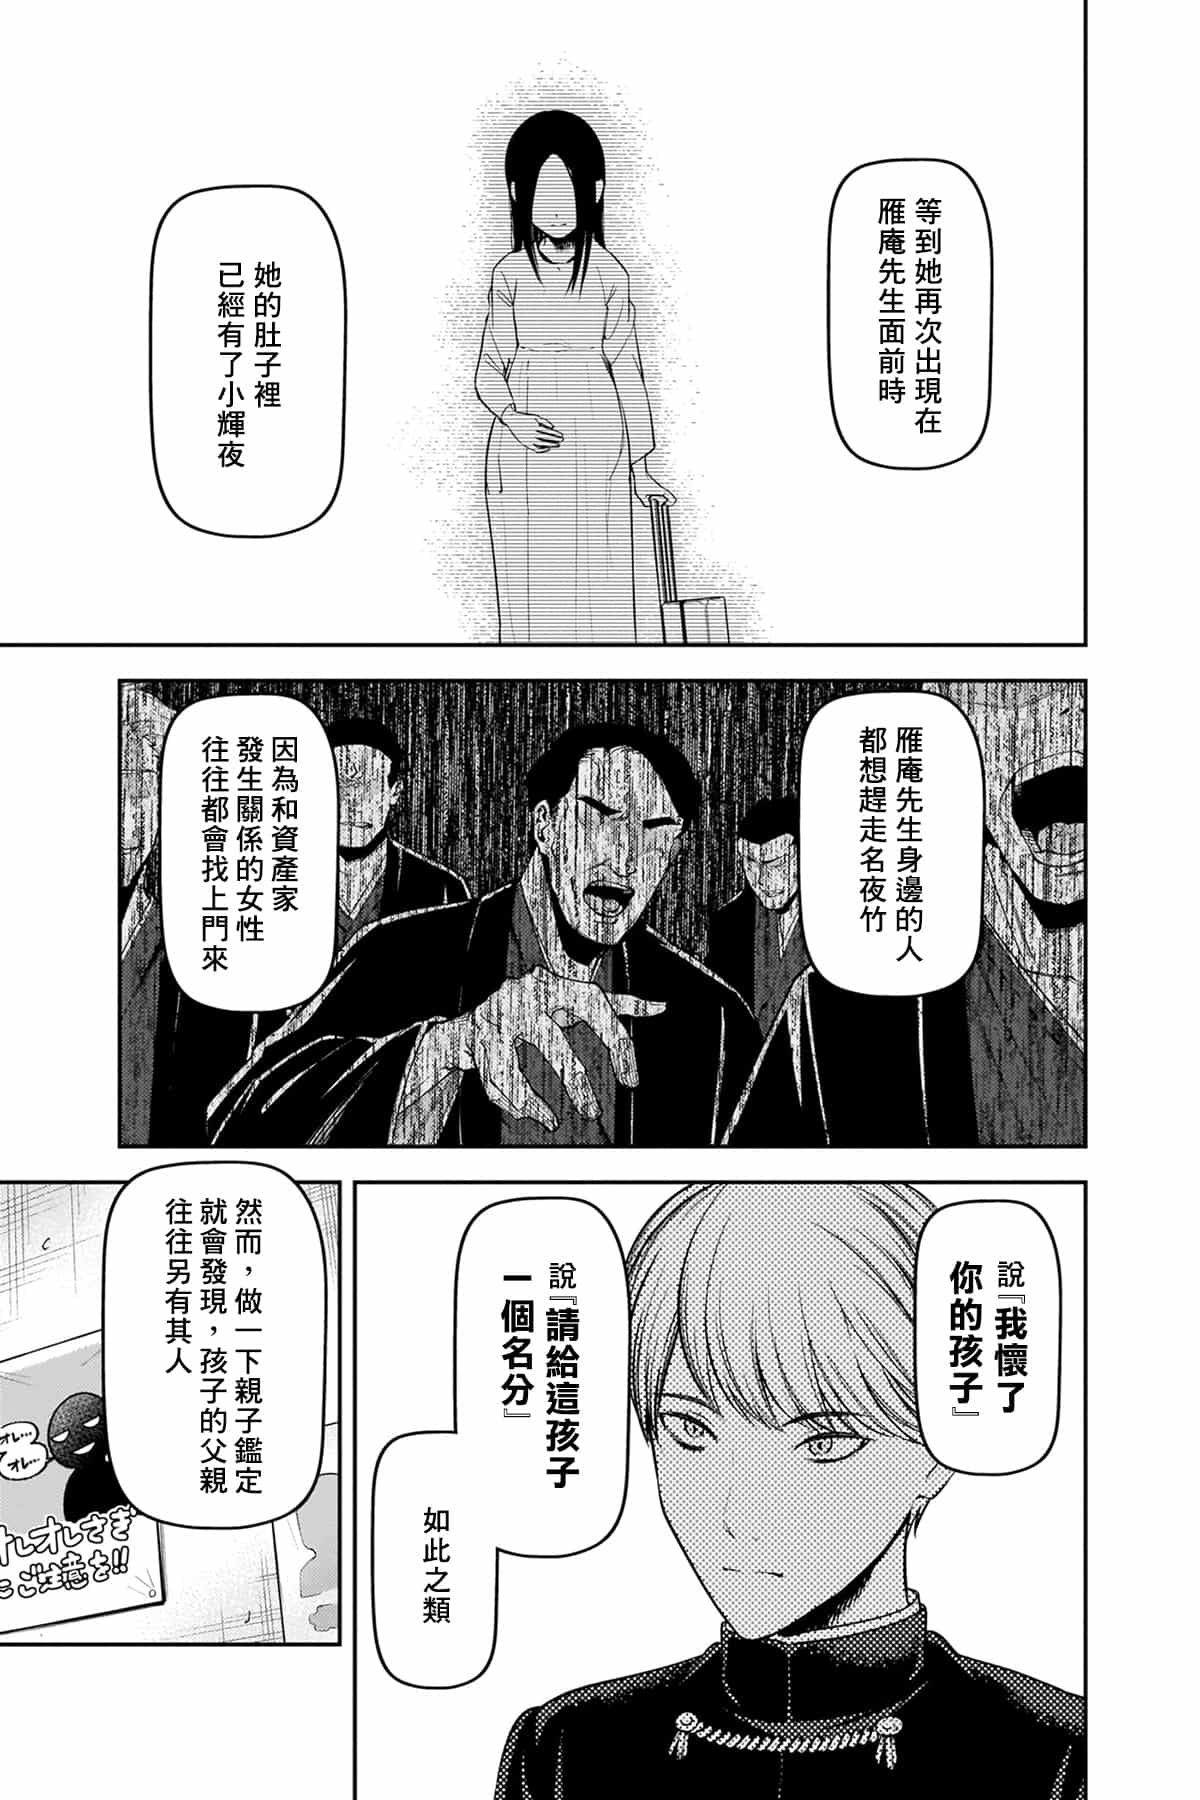 等到她再次出現在
雁庵先生面前時
她的肚子裡
已經有了小輝夜
雁庵先生身邊的人
都想趕走名夜竹
因為和資產家
發生關係的女性
往往都會找上門來
說『我懷了
你的孩子』
說『請給這孩子
一個名分』
如此之類
然而，做一下親子鑑定
就會發現，孩子的父親
往往另有其人
オレ…
オレ…
オレオレさぎ
にご注意を!!